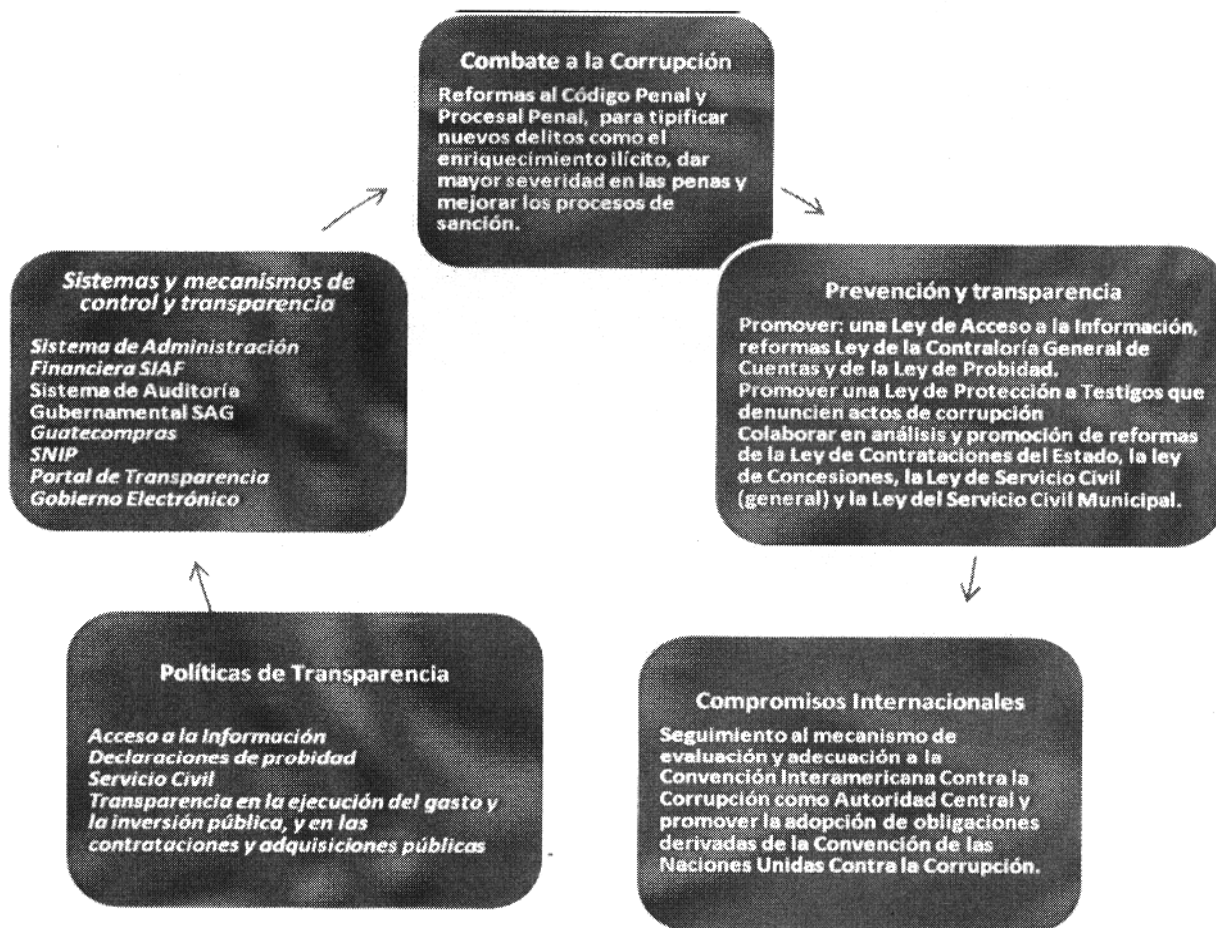 Combate a la Corrupción
Reformas al Código Penal y
Procesal Penal, para tipificar
nuevos delitos como el
enriquecimiento ilícito, dar
mayor severidad en las penas y
mejorar los procesos de
sanción.
Sistemas y mecanismos de
control y transparencia
Sistema de Administración
Financiera SIAF
Sistema de Auditoría
Gubernamental SAG
Guatecompras
SNIP
Portal de Transparencia
Gobierno Electrónico
Prevención y transparencia
Promover: una Ley de Acceso a la Información,
reformas Ley de la Contraloría General de
Cuentas y de la Ley de Probidad.
Promover una Ley de Protección a Testigos que
denuncien actos de corrupción
Colaborar en análisis y promoción de reformas
de la Ley de Contrataciones del Estado, la ley
de Concesiones, la Ley de Servicio Civil
(general) y la Ley del Servicio Civil Municipal.
Políticas de Transparencia
Acceso a la Información
Declaraciones de probidad
Servicio Civil
Transparencia en la ejecución del gasto y
la inversión pública, y en las
contrataciones y adquisiciones públicas
Compromisos Internacionales
Seguimiento al mecanismo de
evaluación y adecuación a la
Convención Interamericana Contra la
Corrupción como Autoridad Central y
promover la adopción de obligaciones
derivadas de la Convención de las
Naciones Unidas Contra la Corrupción.